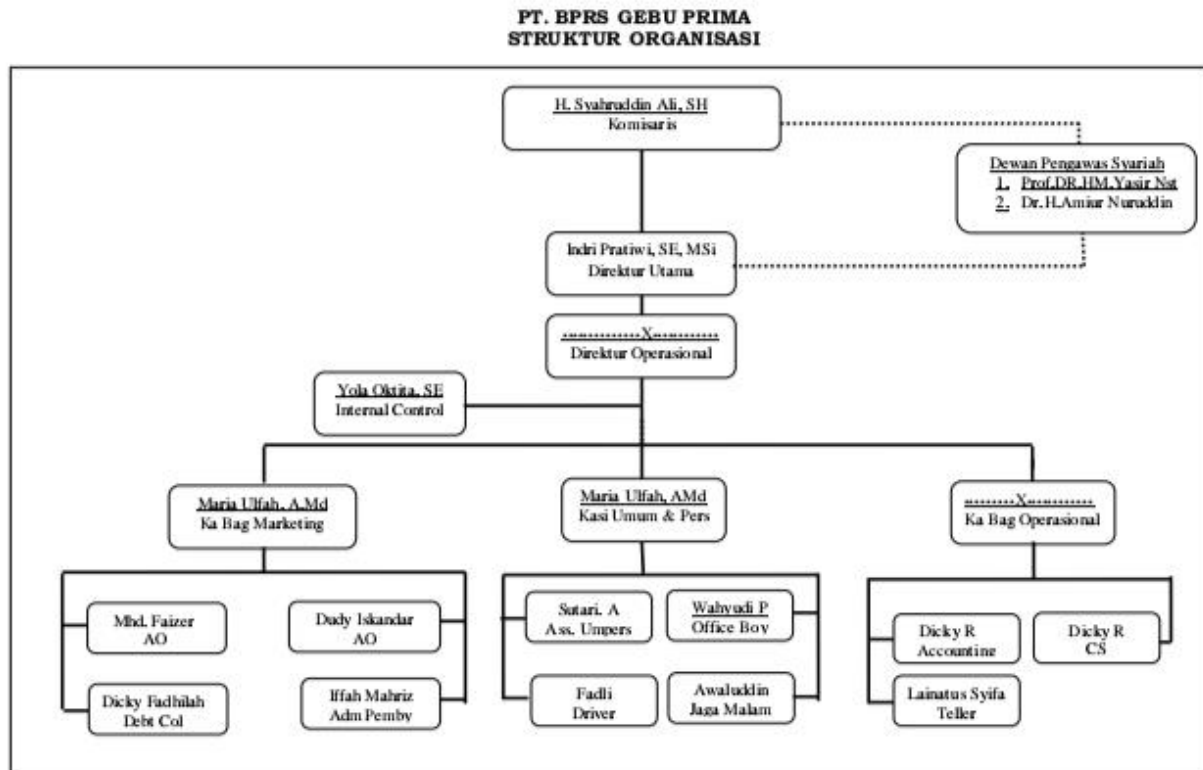 PT. BPRS GEBU PRIMA
STRUKTUR ORGANISASI
H. Syahruddin Ali, SH
Komisaris
Dewan Pengawas Syariah
1. Prof.DR.HM.Yasir Nst
2. Dr.H.Amiur Nuruddin
Indri Pratiwi, SE, MSi
Direktur Utama
..............X............
Direktur Operasional
Yola Oktita, SE
Internal Control
Maria Ulfah, A.Md
Ka Bag Marketing
Maria Ulfah, AMd
Kasi Umum & Pers
.........X............
Ka Bag Operasional
Mhd. Faizer
AO
Dudy Iskandar
AO
Sutari. A
Ass. Umpers
Wahyudi P
Office Boy
Dicky R
Accounting
Dicky R
CS
Dicky Fadhilah
Debt Col
Iffah Mahriz
Adm Pemby
Fadli
Driver
Awaluddin
Jaga Malam
Lainatus Syifa
Teller